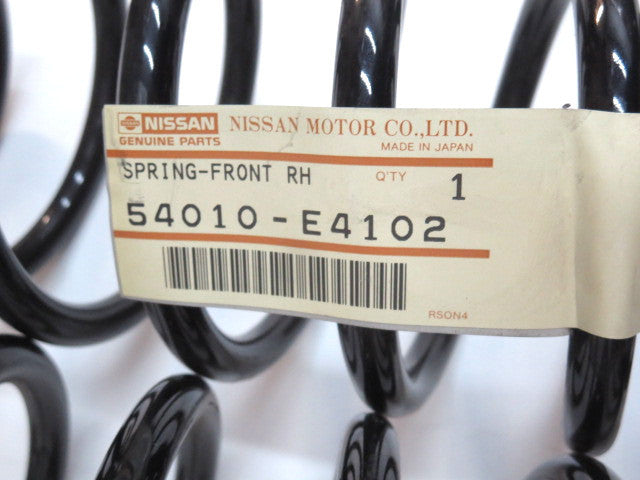 NISSAN NISSAN MOTOR CO.,LTD.
GENUINE PARTS MADE IN JAPAN
SPRING-FRONT RH Q'TY 1
54010-E4102
RSON4